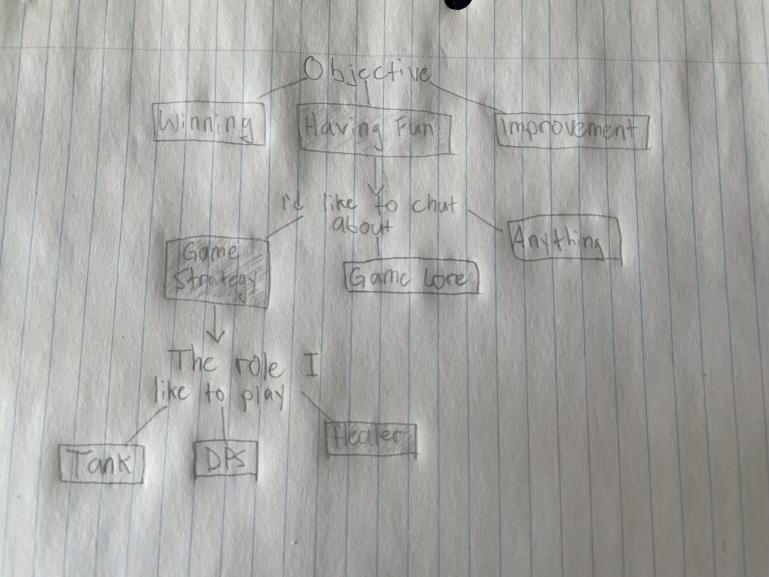 Objective
Winning
Having Fun
Improvement
I'd like to chat
about
Anything
Game
Strategy
Game Lore
The role I
like to play
Tank
DPS
Healer